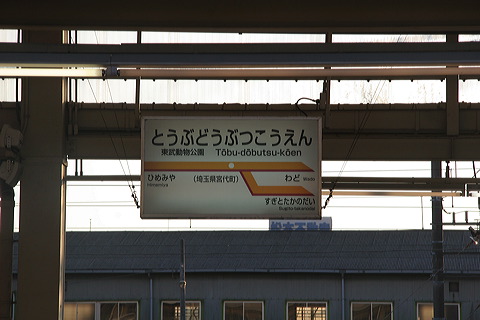 とうぶどうぶつこうえん
東武動物公園 Tōbu-dōbutsu-kōen
ひめみや (埼玉県宮代町) わど Wado
Himemiya
すぎとたかのだい
Sugito-takanodai